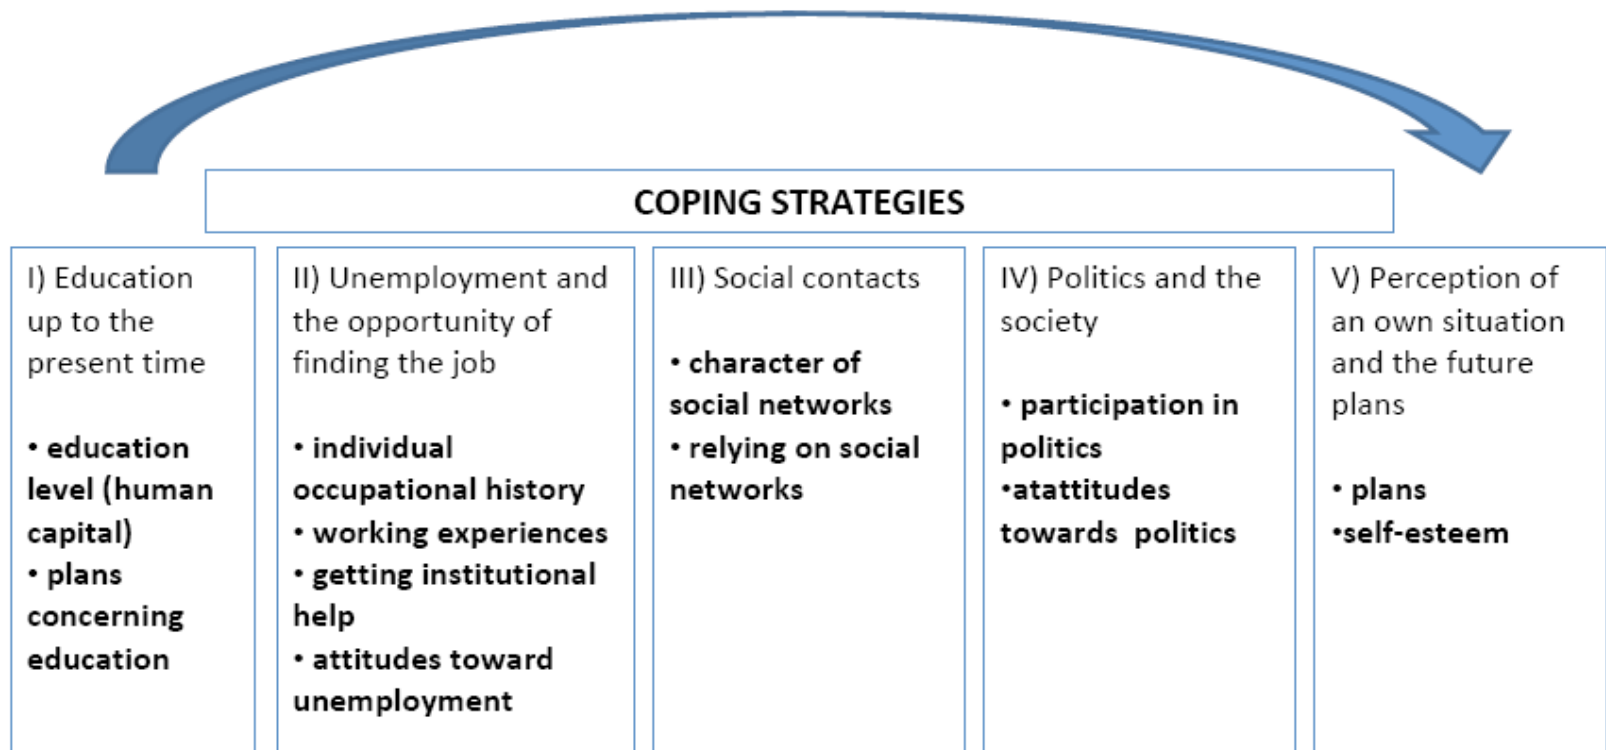 COPING STRATEGIES
I) Education
up to the
present time
• education
level (human
capital)
• plans
concerning
education
II) Unemployment and
the opportunity of
finding the job
• individual
occupational history
• working experiences
• getting institutional
help
• attitudes toward
unemployment
III) Social contacts
• character of
social networks
• relying on social
networks
IV) Politics and the
society
• participation in
politics
•atattitudes
towards  politics
V) Perception of
an own situation
and the future
plans
• plans
•self-esteem